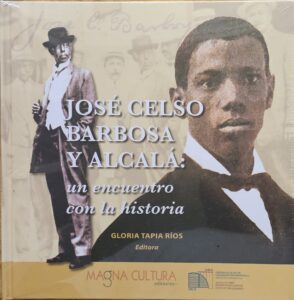 JOSÉ CELSO
BARBOSA
Y ALCALÁ:
un encuentro
con la historia
GLORIA TAPIA RÍOS
Editora
MAGNA CULTURA